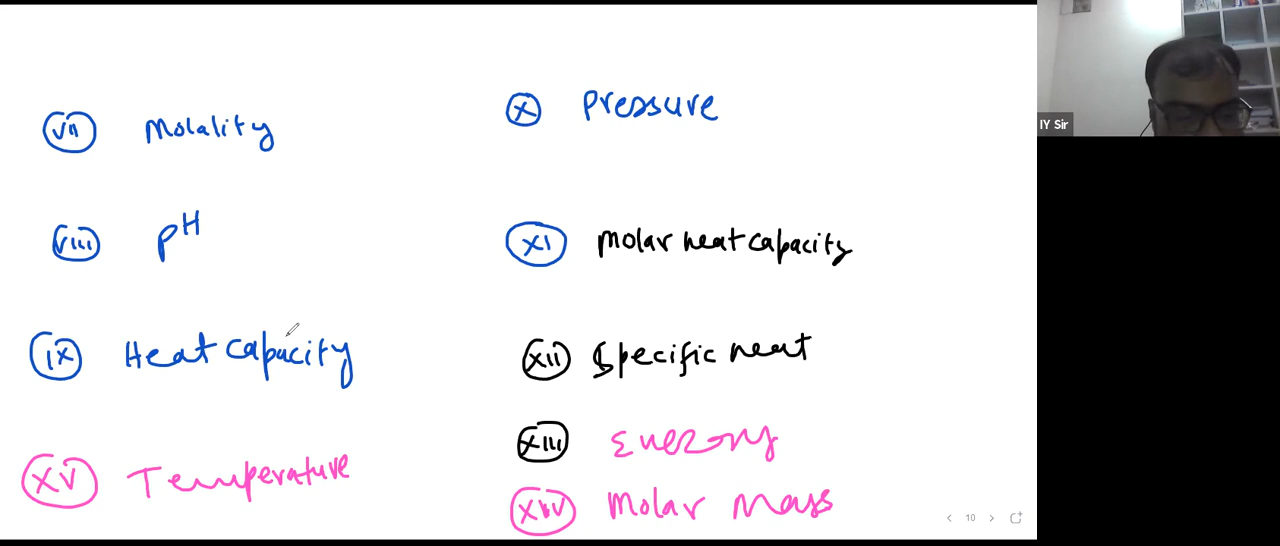 VII Molality
VIII pH
IX Heat capacity
XV Temperature
X Pressure
XI Molar heat capacity
XII Specific heat
XIII Energy
XIV Molar Mass
IY Sir
10